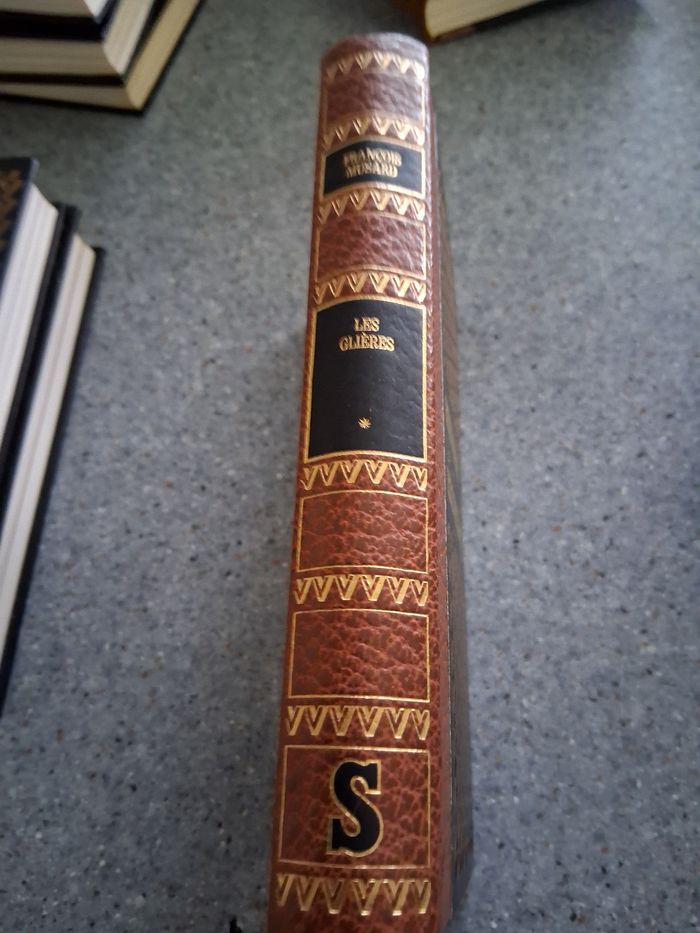 FRANÇOIS
MUSARD
LES
GLIÈRES
*
S